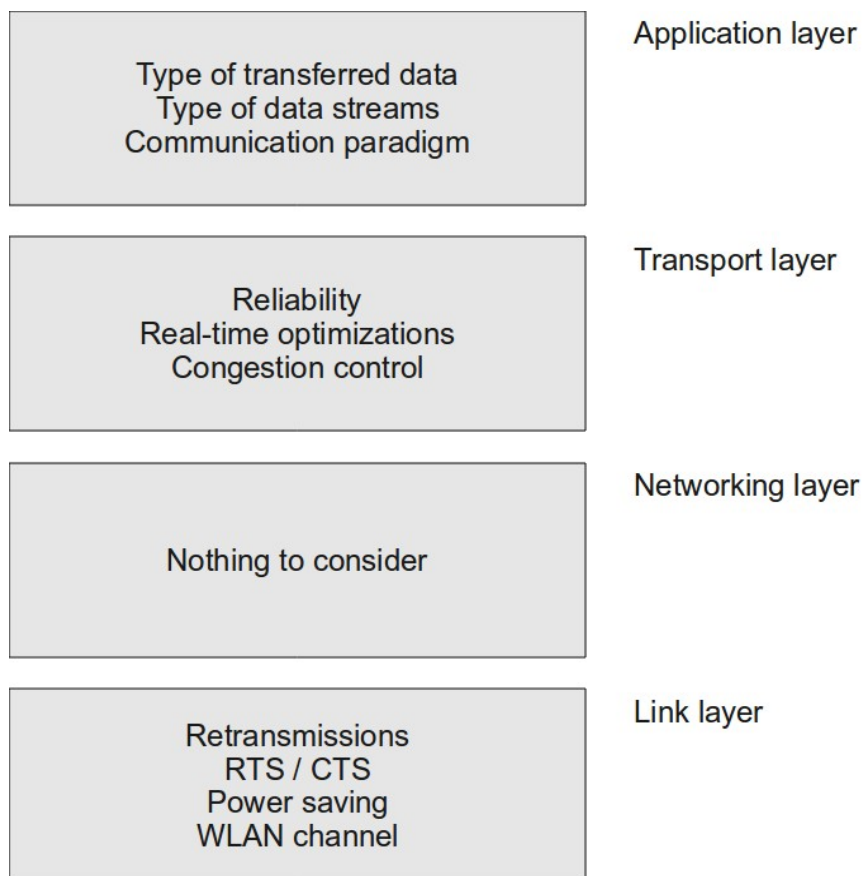 Application layer
Type of transferred data
Type of data streams
Communication paradigm
Transport layer
Reliability
Real-time optimizations
Congestion control
Networking layer
Nothing to consider
Link layer
Retransmissions
RTS / CTS
Power saving
WLAN channel